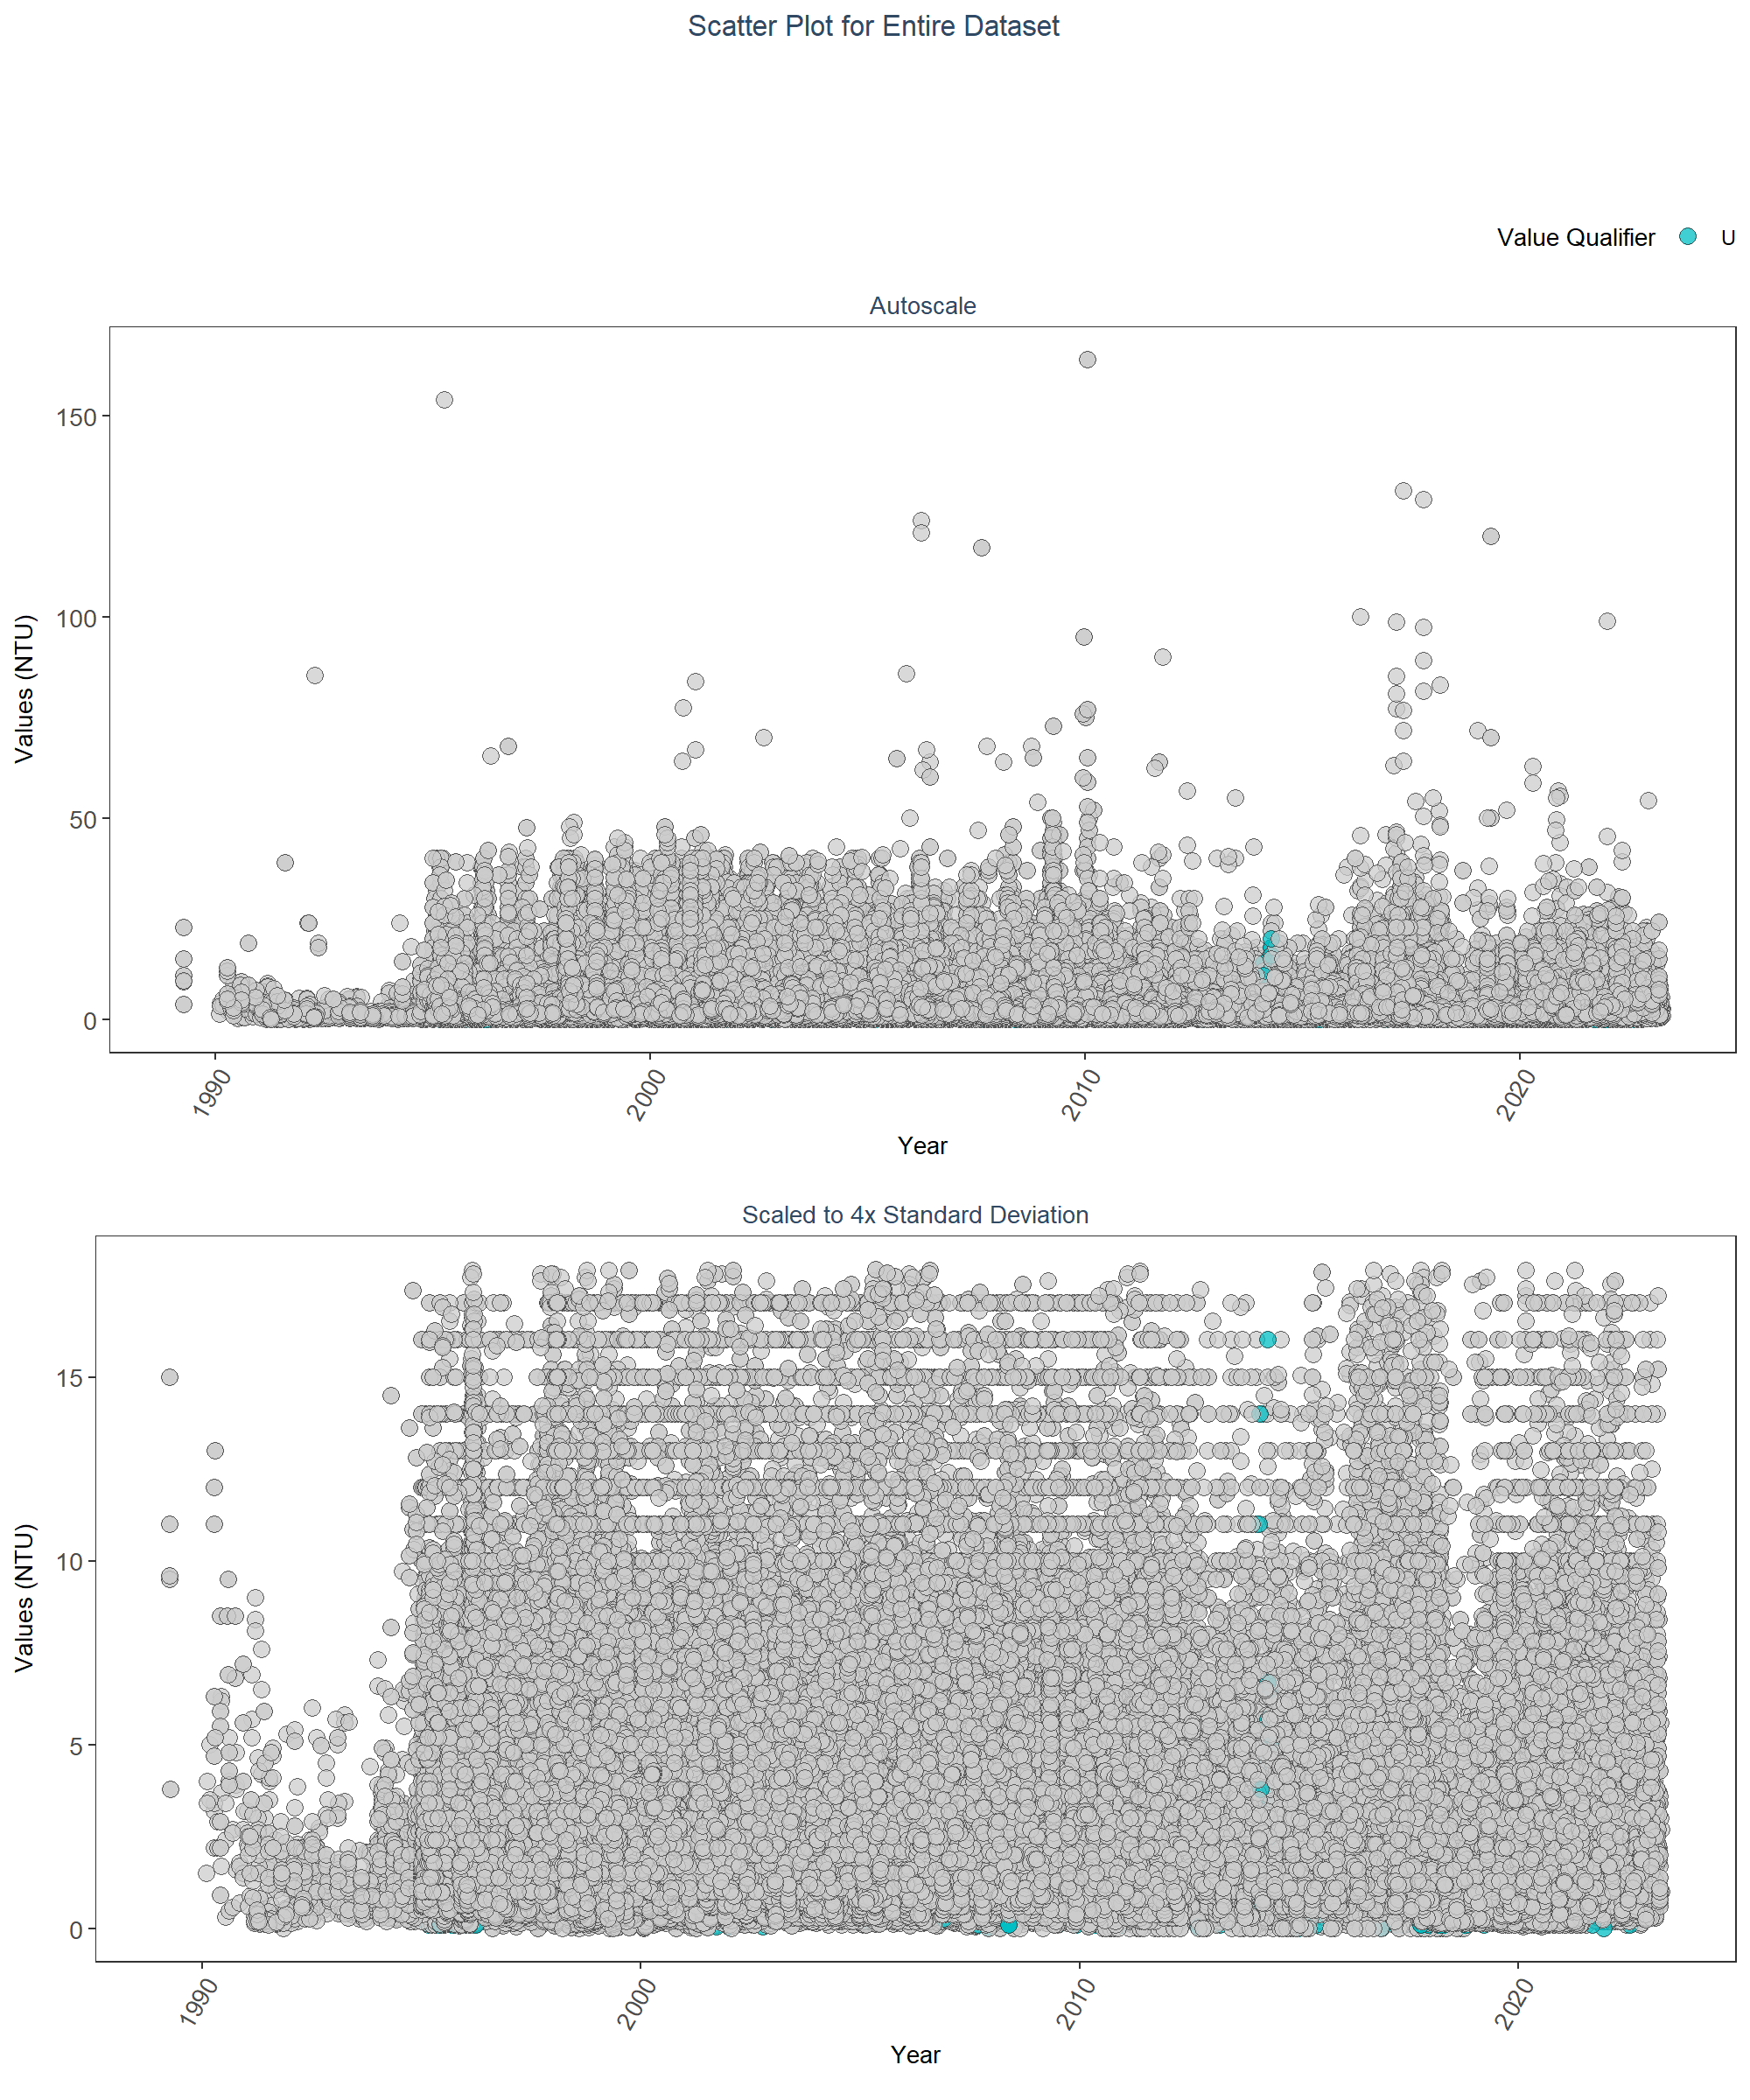 Scatter Plot for Entire Dataset
Value Qualifier U
Autoscale
Values (NTU)
150
100
50
0
1990 2000 2010 2020
Year
Scaled to 4x Standard Deviation
Values (NTU)
15
10
5
0
1990 2000 2010 2020
Year